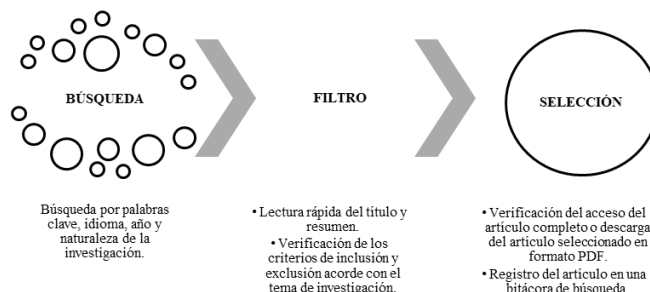 BÚSQUEDA
FILTRO
SELECCIÓN
Búsqueda por palabras
clave, idioma, año y
naturaleza de la
investigación.
• Lectura rápida del título y
resumen.
• Verificación de los
criterios de inclusión y
exclusión acorde con el
tema de investigación.
• Verificación del acceso del
artículo completo o descarga
del artículo seleccionado en
formato PDF.
• Registro del artículo en una
bitácora de búsqueda